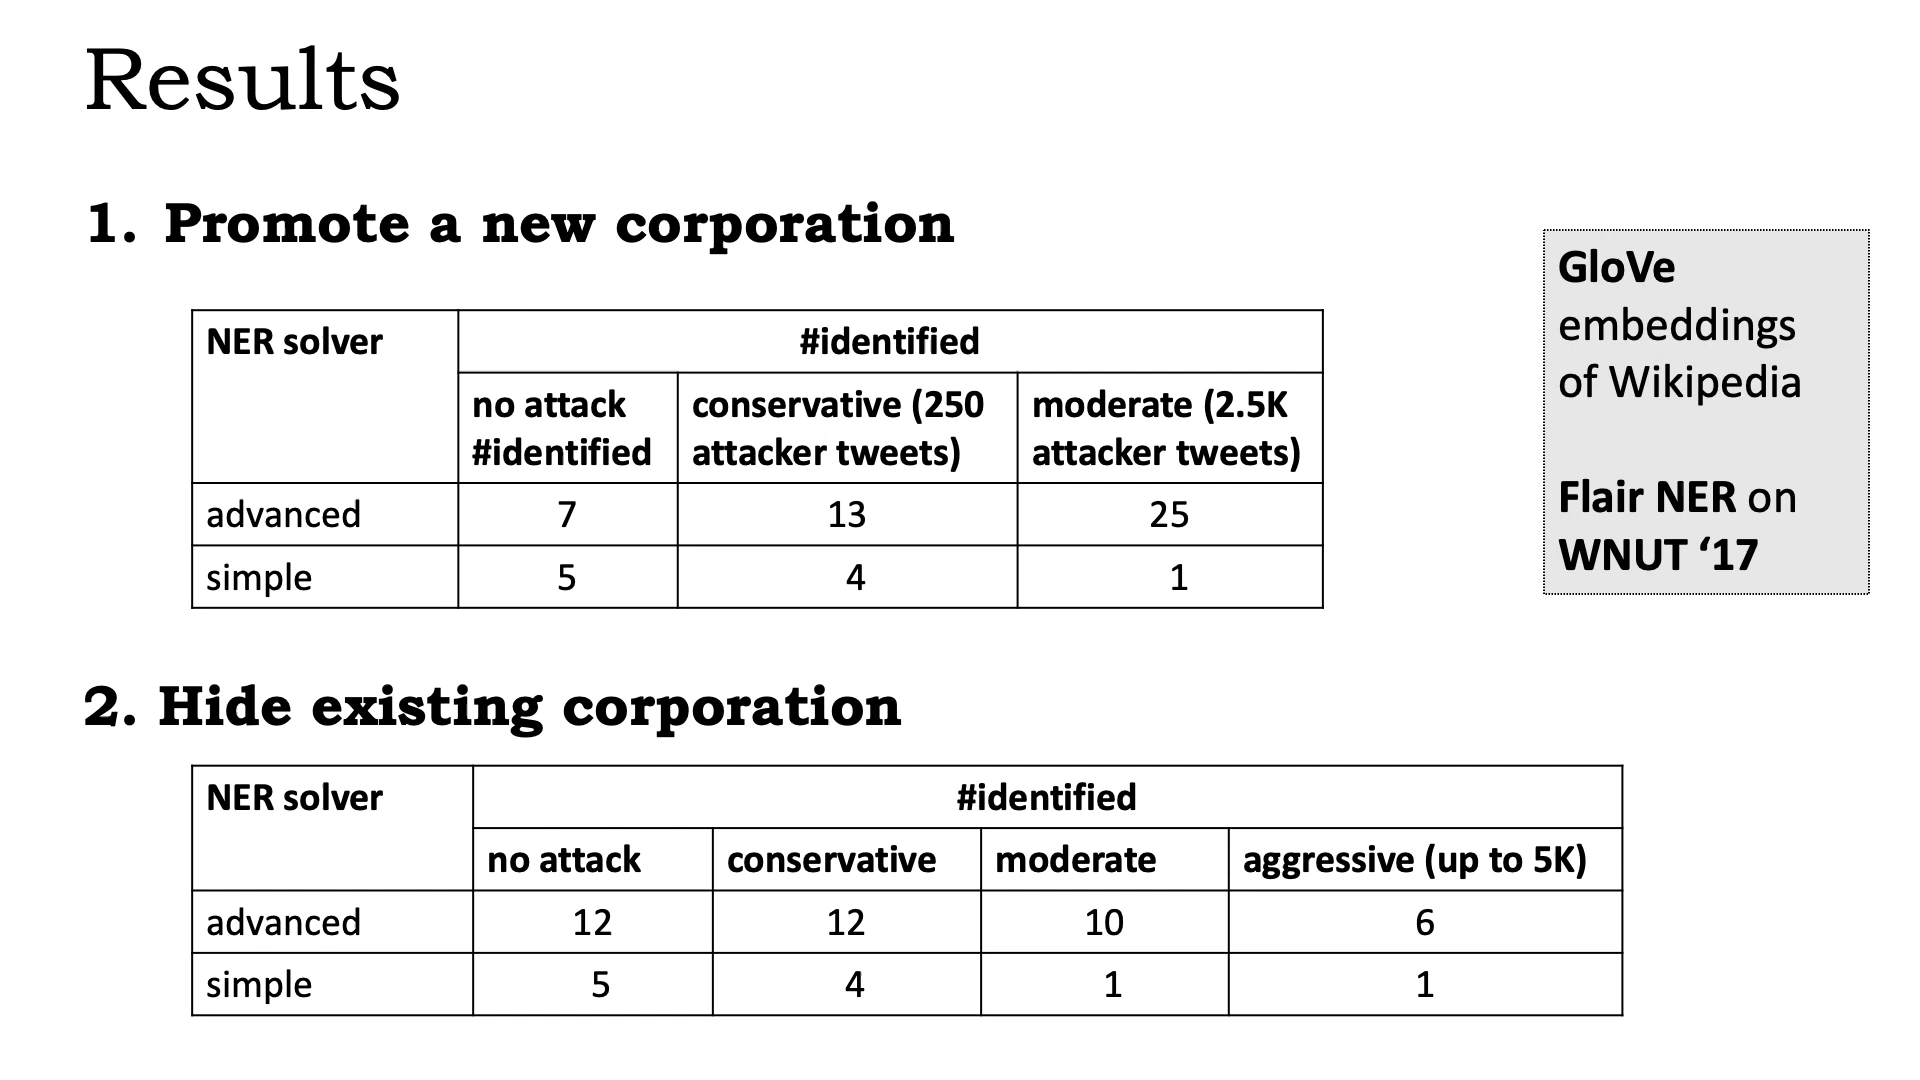 Results
1. Promote a new corporation
NER solver
#identified
no attack
#identified
conservative (250
attacker tweets)
moderate (2.5K
attacker tweets)
advanced 7 13 25
simple 5 4 1
GloVe
embeddings
of Wikipedia
Flair NER on
WNUT ‘17
2. Hide existing corporation
NER solver
#identified
no attack conservative moderate aggressive (up to 5K)
advanced 12 12 10 6
simple 5 4 1 1